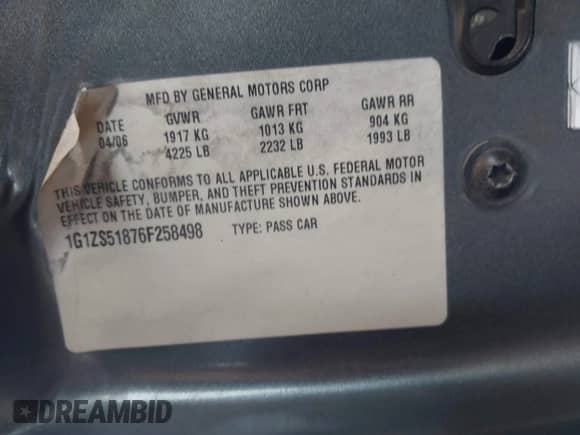 MFD BY GENERAL MOTORS CORP
DATE GVWR GAWR FRT GAWR RR
04/06 1917 KG 1013 KG 904 KG
4225 LB 2232 LB 1993 LB
THIS VEHICLE CONFORMS TO ALL APPLICABLE U.S. FEDERAL MOTOR
VEHICLE SAFETY, BUMPER, AND THEFT PREVENTION STANDARDS IN
EFFECT ON THE DATE OF MANUFACTURE SHOWN ABOVE.
1G1ZS51876F258498 TYPE: PASS CAR
DREAMBID